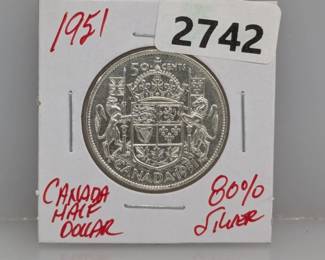 1951
2742
50 CENTS
CANADA
CANADA
HALF
DOLLAR
80%
SILVER